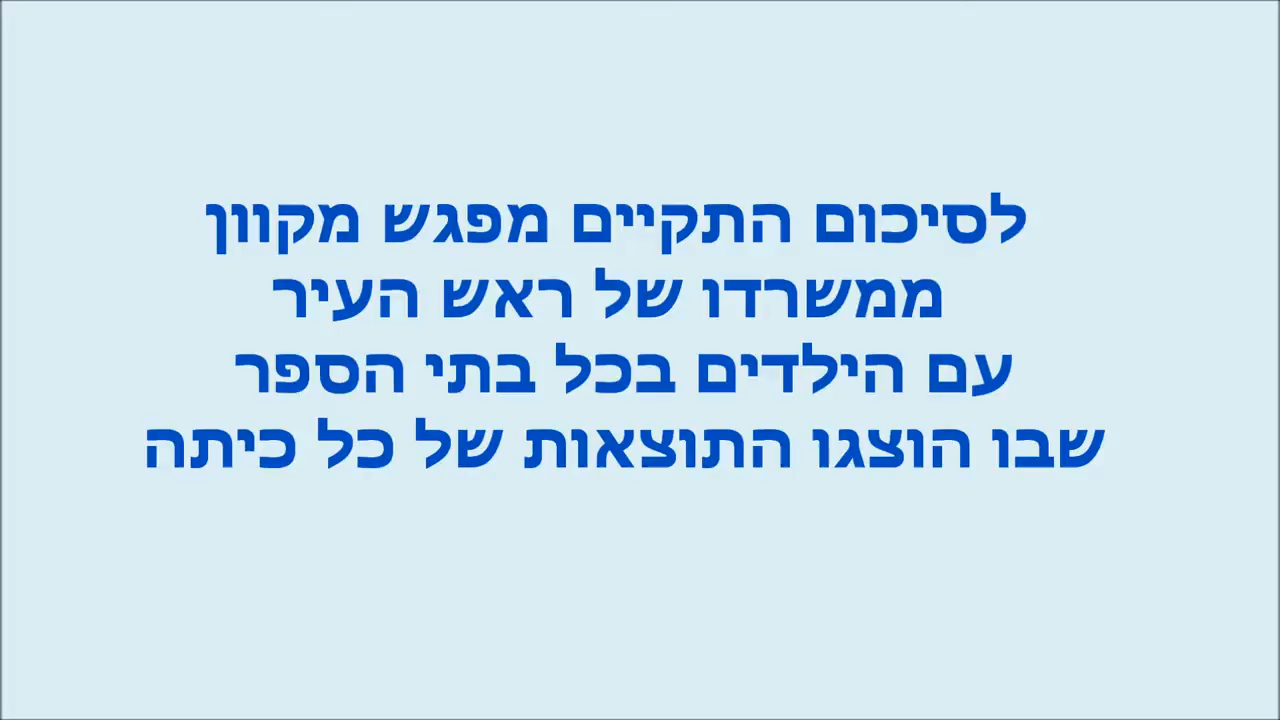 לסיכום התקיים מפגש מקוון
ממשרדו של ראש העיר
עם הילדים בכל בתי הספר
שבו הוצגו התוצאות של כל כיתה